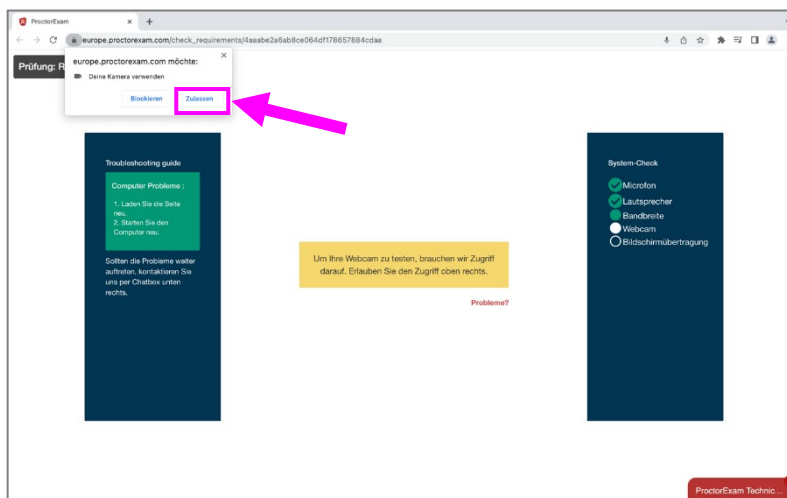 ProctorExam
europe.proctorexam.com/check_requirements/4aaabe2a6ab8ce064df178657884cdaa
Prüfung: R
europe.proctorexam.com möchte:
Deine Kamera verwenden
Blockieren
Zulassen
Troubleshooting guide
Computer Probleme :
1. Laden Sie die Seite
neu.
2. Starten Sie den
Computer neu.
Sollten die Probleme weiter
auftreten, kontaktieren Sie
uns per Chatbox unten
rechts.
Um Ihre Webcam zu testen, brauchen wir Zugriff
darauf. Erlauben Sie den Zugriff oben rechts.
Probleme?
System-Check
Microfon
Lautsprecher
Bandbreite
Webcam
Bildschirmübertragung
ProctorExam Technic...